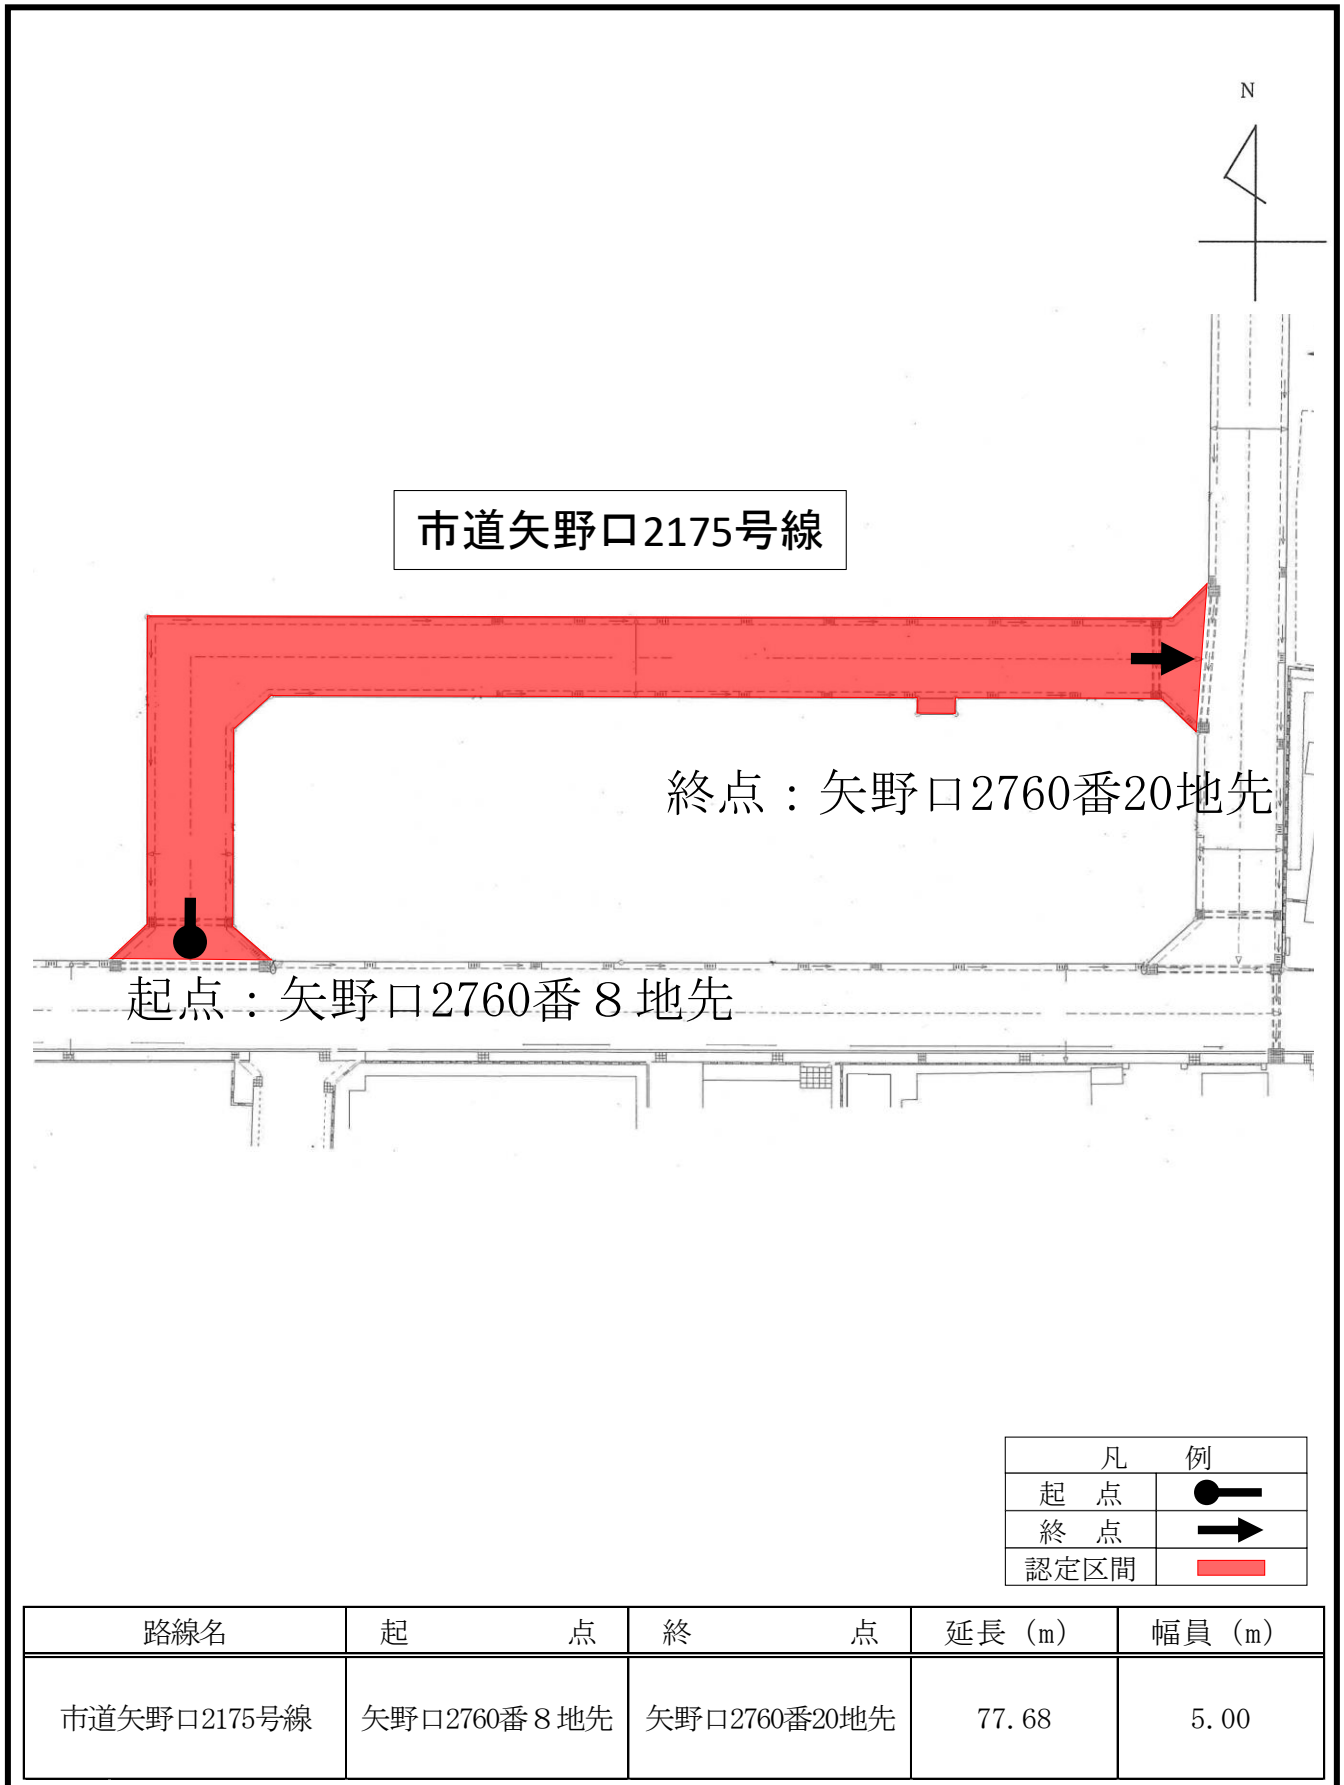 N
市道矢野口2175号線
終点：矢野口2760番20地先
起点：矢野口2760番８地先
凡　例
起　点
終　点
認定区間
路線名　起　点　終　点　延長（m）　幅員（m）
市道矢野口2175号線　矢野口2760番８地先　矢野口2760番20地先　77.68　5.00